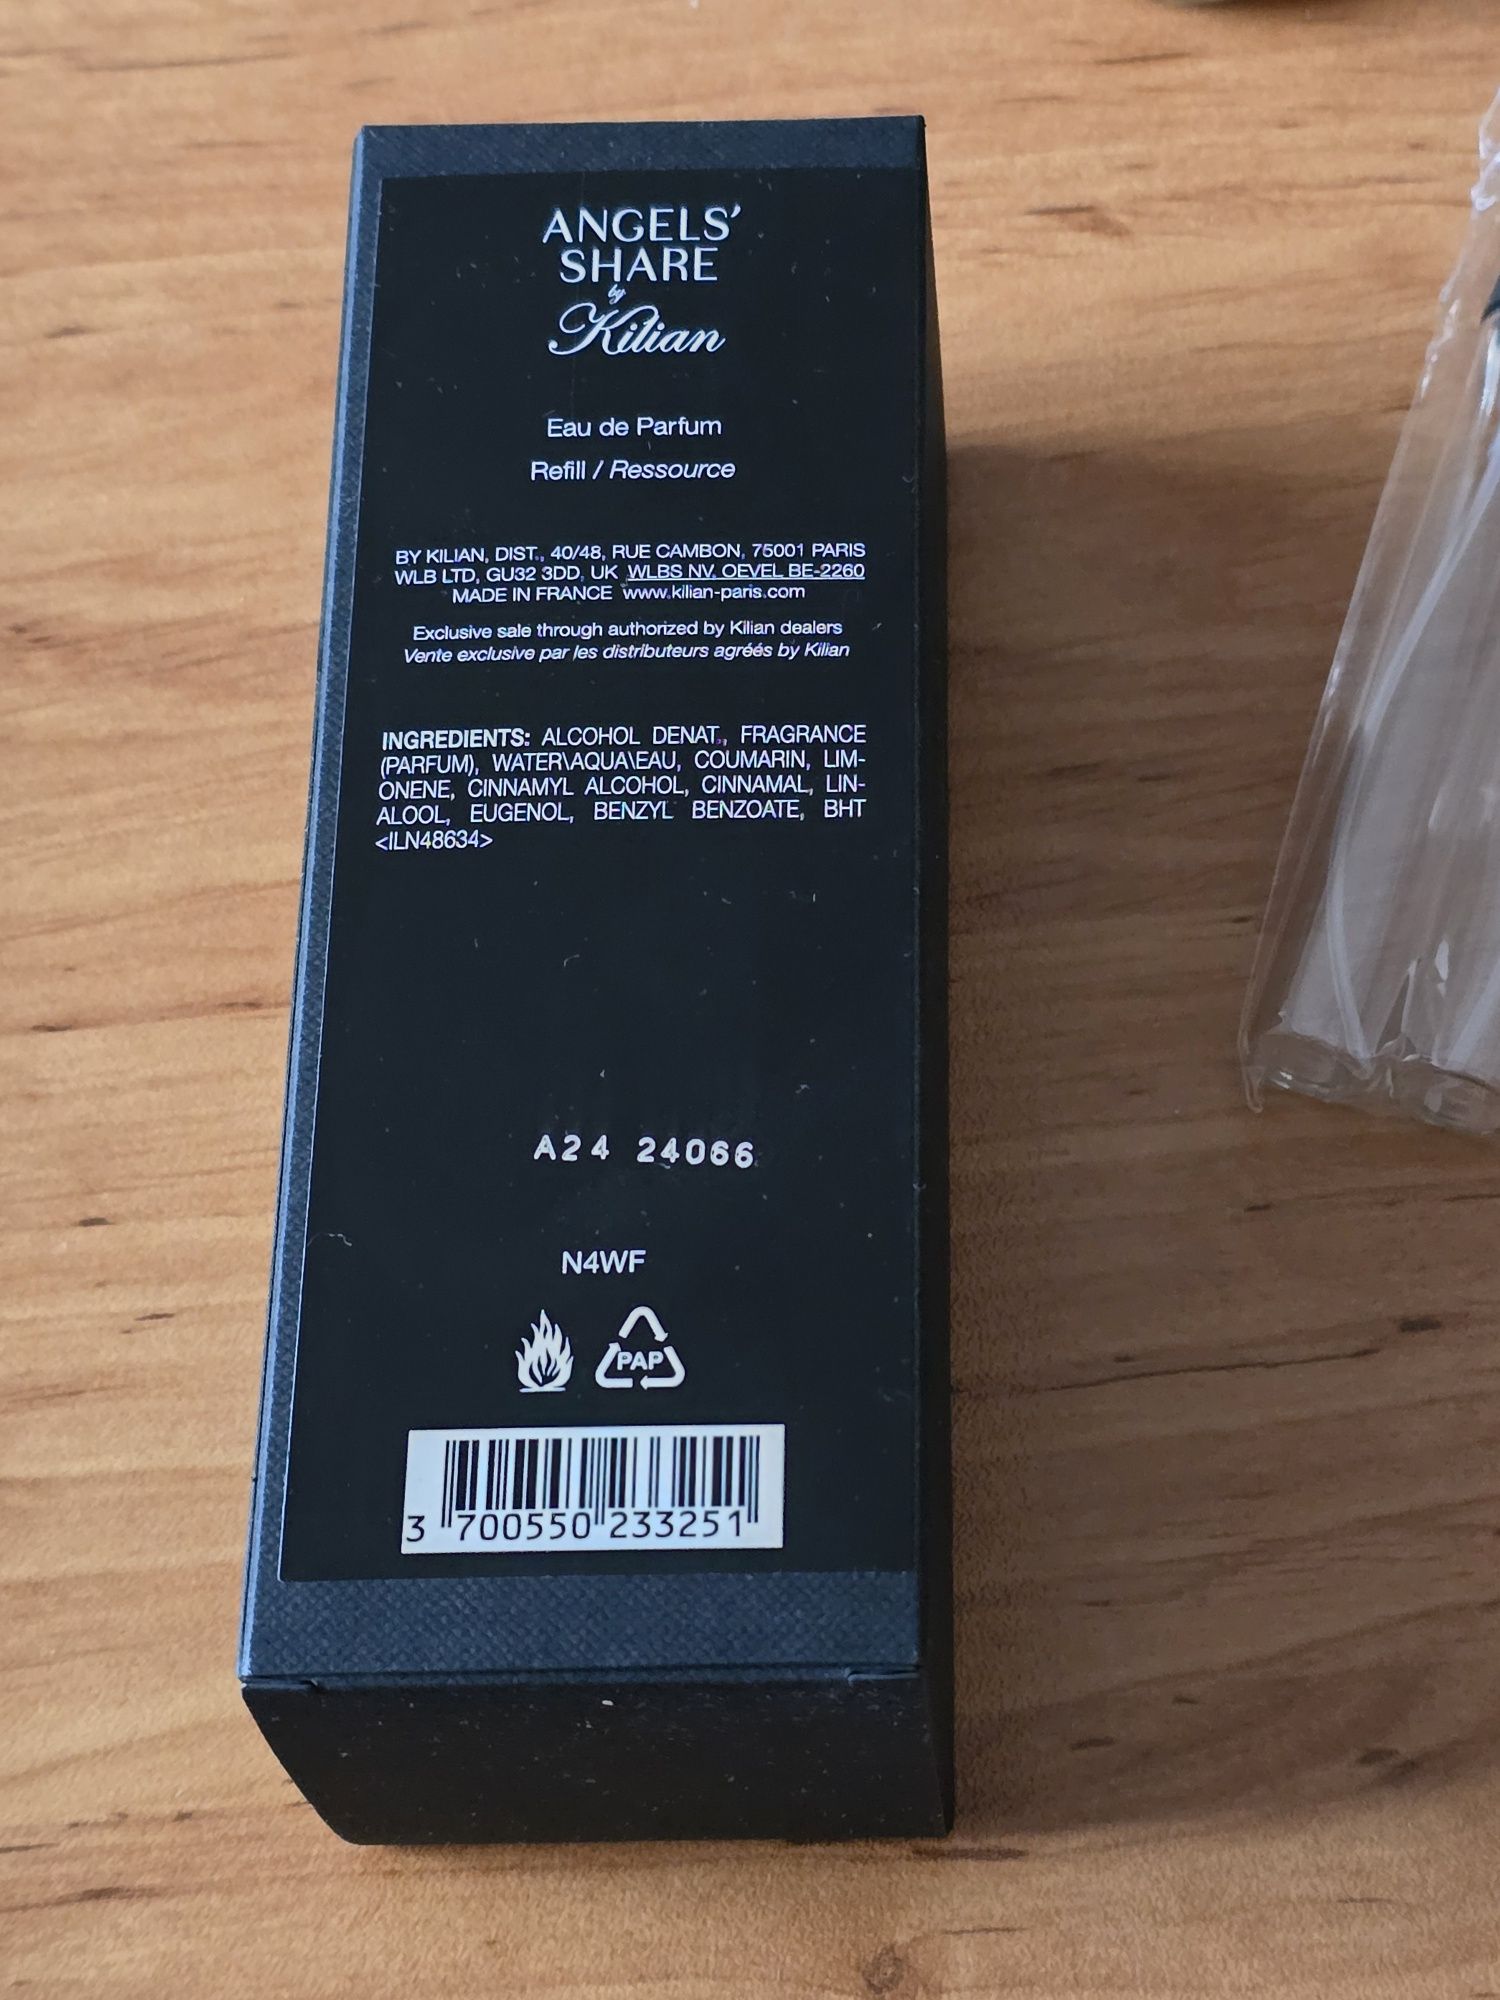 ANGELS'
SHARE
by
Kilian
Eau de Parfum
Refill / Ressource
BY KILIAN, DIST., 40/48, RUE CAMBON, 75001 PARIS
WLB LTD, GU32 3DD, UK WLBS NV. OEVEL BE-2260
MADE IN FRANCE www.kilian-paris.com
Exclusive sale through authorized by Kilian dealers
Vente exclusive par les distributeurs agréés by Kilian
INGREDIENTS: ALCOHOL DENAT., FRAGRANCE
(PARFUM), WATER\AQUA\EAU, COUMARIN, LIM-
ONENE, CINNAMYL ALCOHOL, CINNAMAL, LIN-
ALOOL, EUGENOL, BENZYL BENZOATE, BHT
<ILN48634>
A24 24066
N4WF
PAP
3 700550 233251